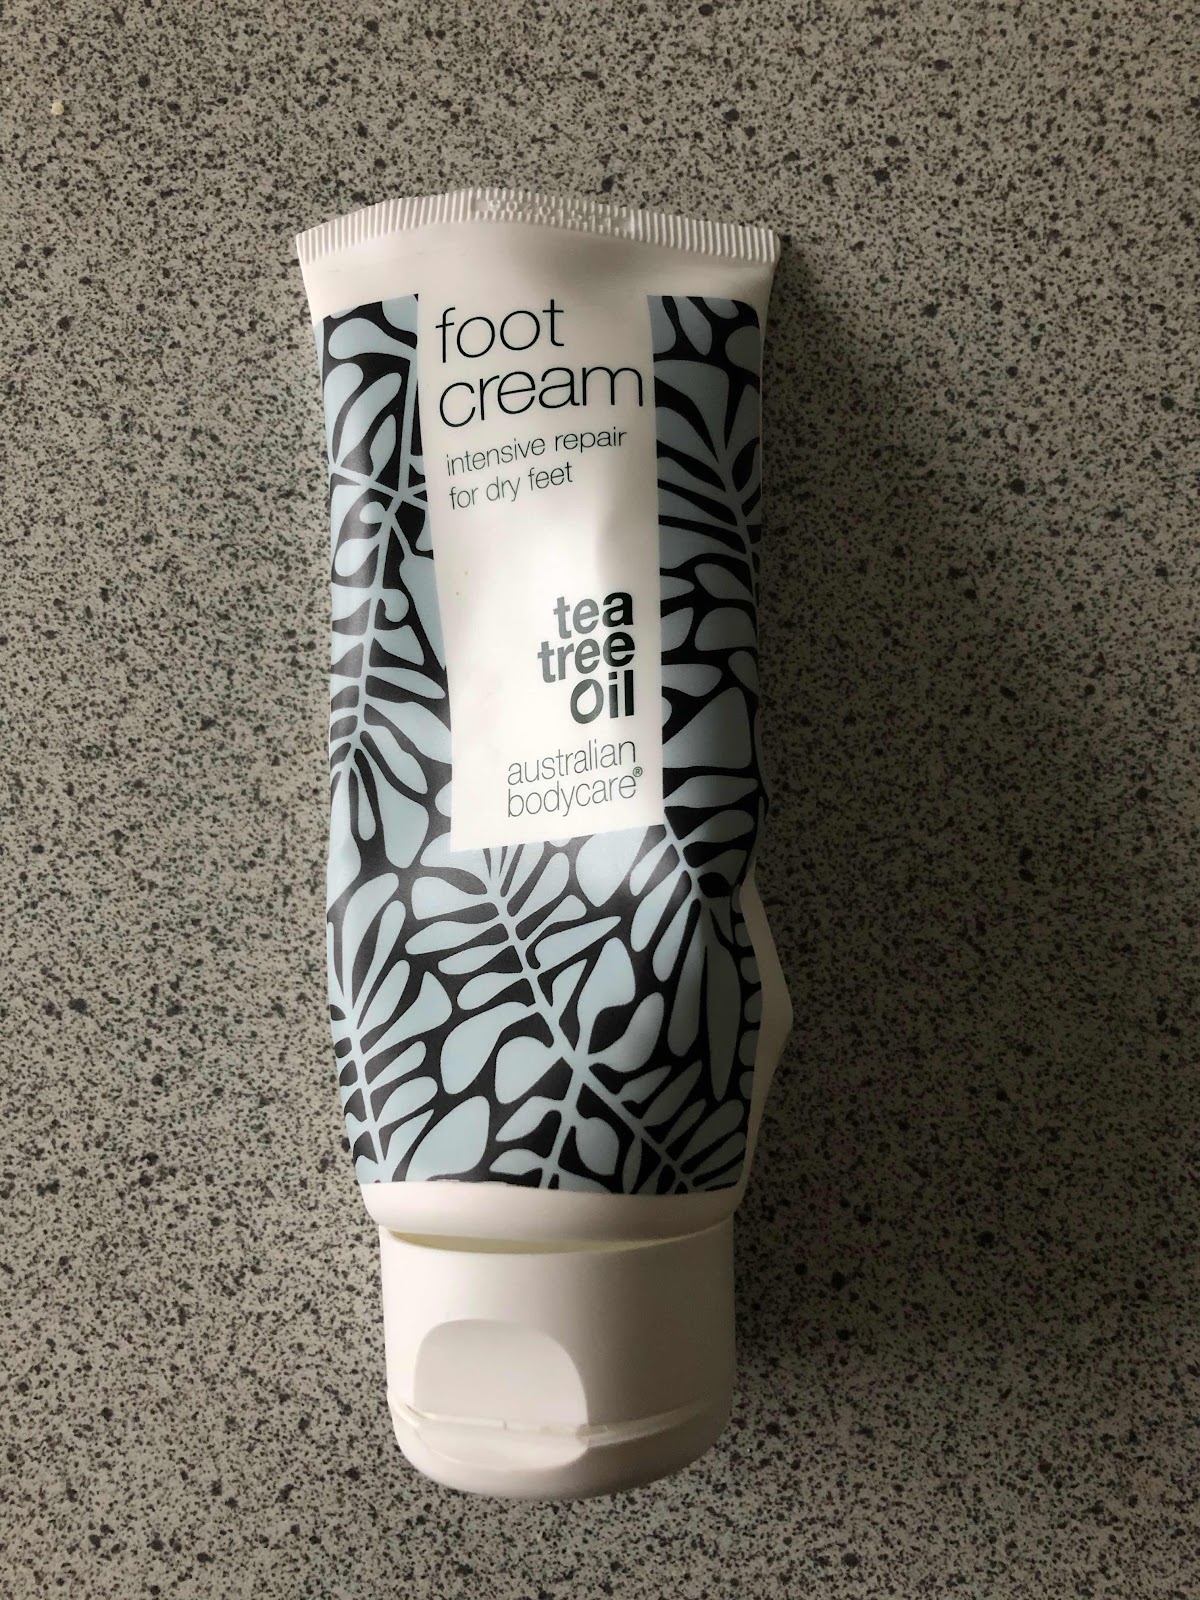 foot
cream
intensive repair
for dry feet
tea
tree
oil
australian
bodycare®